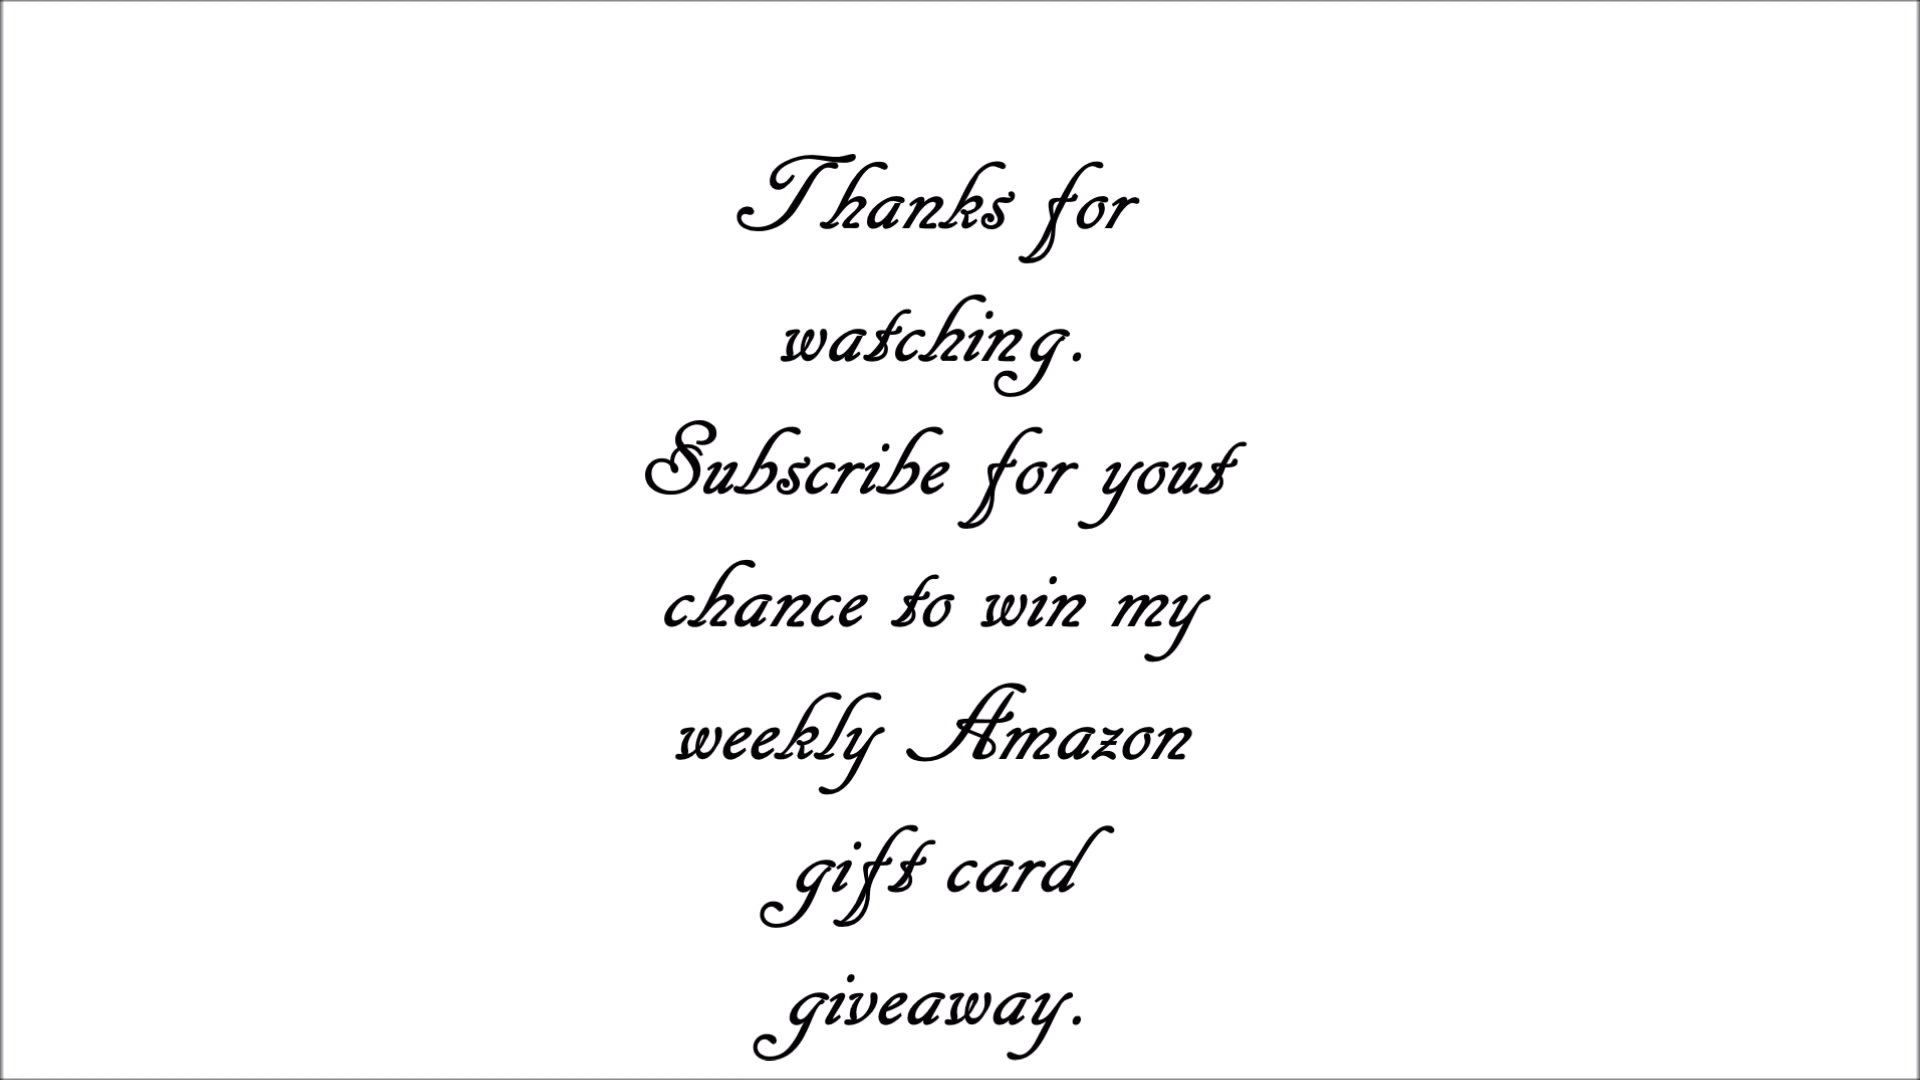 Thanks for
watching.
Subscribe for yout
chance to win my
weekly Amazon
gift card
giveaway.